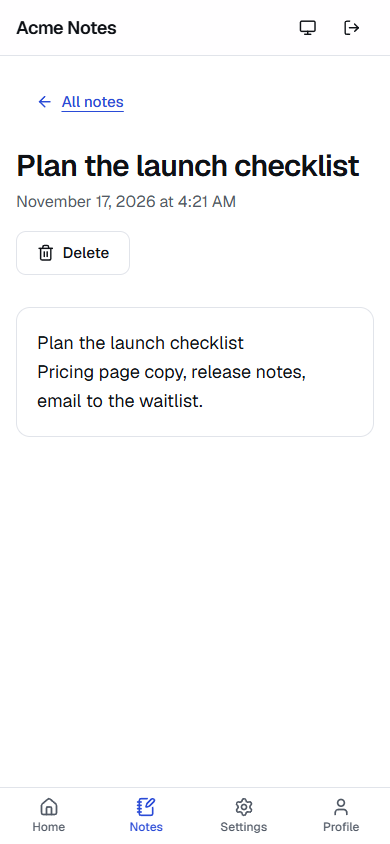 Acme Notes
All notes
Plan the launch checklist
November 17, 2026 at 4:21 AM
Delete
Plan the launch checklist
Pricing page copy, release notes,
email to the waitlist.
Home
Notes
Settings
Profile